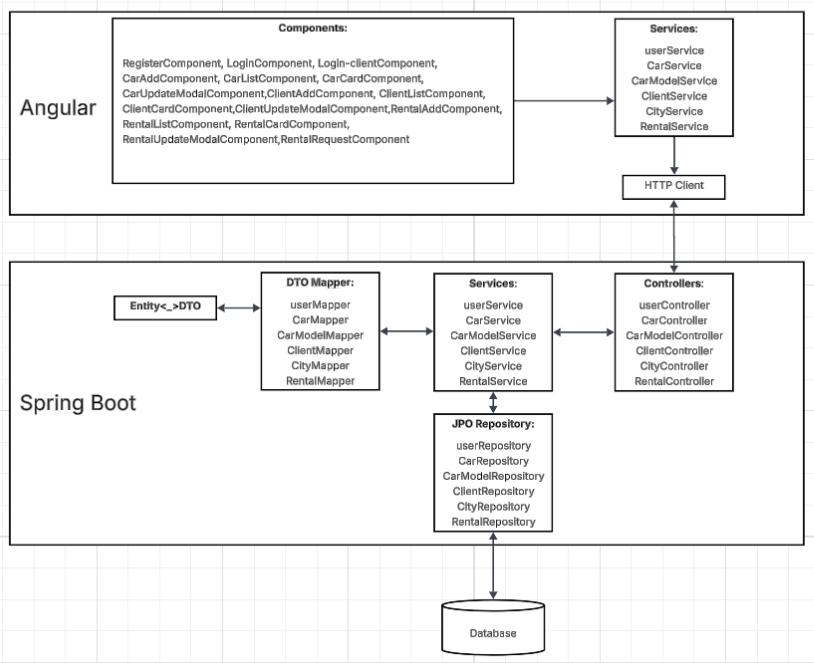 Components:
RegisterComponent, LoginComponent, Login-clientComponent,
CarAddComponent, CarListComponent, CarCardComponent,
CarUpdateModalComponent,ClientAddComponent, ClientListComponent,
ClientCardComponent,ClientUpdateModalComponent,RentalAddComponent,
RentalListComponent, RentalCardComponent,
RentalUpdateModalComponent,RentalRequestComponent
Services:
userService
CarService
CarModelService
ClientService
CityService
RentalService
Angular
HTTP Client
Entity<_>DTO
DTO Mapper:
userMapper
CarMapper
CarModelMapper
ClientMapper
CityMapper
RentalMapper
Services:
userService
CarService
CarModelService
ClientService
CityService
RentalService
Controllers:
userController
CarController
CarModelController
ClientController
CityController
RentalController
Spring Boot
JPO Repository:
userRepository
CarRepository
CarModelRepository
ClientRepository
CityRepository
RentalRepository
Database